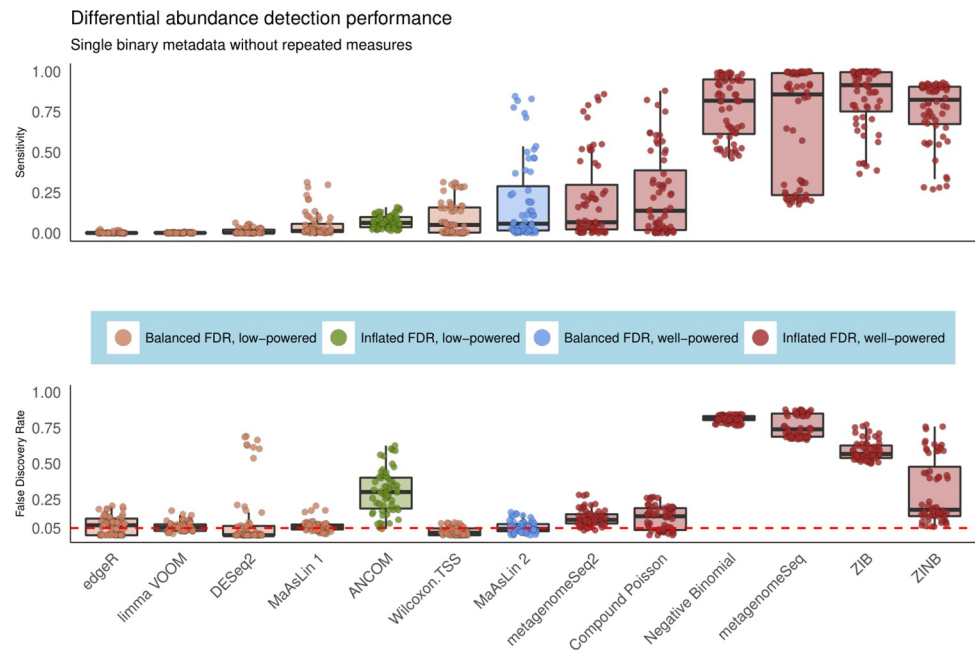 Differential abundance detection performance
Single binary metadata without repeated measures
Sensitivity
1.00
0.75
0.50
0.25
0.00
Balanced FDR, low−powered
Inflated FDR, low−powered
Balanced FDR, well−powered
Inflated FDR, well−powered
False Discovery Rate
1.00
0.75
0.50
0.25
0.05
edgeR
limma VOOM
DESeq2
MaAsLin 1
ANCOM
Wilcoxon.TSS
MaAsLin 2
metagenomeSeq2
Compound Poisson
Negative Binomial
metagenomeSeq
ZIB
ZINB